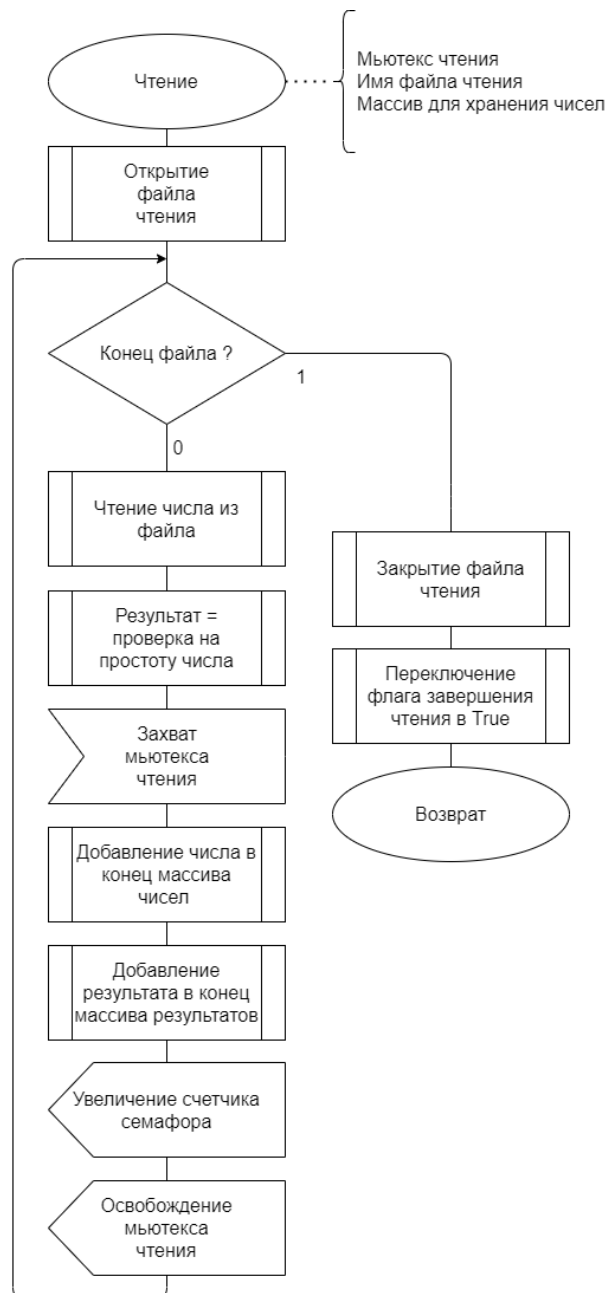 Чтение
Мьютекс чтения
Имя файла чтения
Массив для хранения чисел
Открытие
файла
чтения
Конец файла ?
1
0
Чтение числа из
файла
Результат =
проверка на
простоту числа
Захват
мьютекса
чтения
Добавление числа в
конец массива
чисел
Добавление
результата в конец
массива результатов
Увеличение счетчика
семафора
Освобождение
мьютекса
чтения
Закрытие файла
чтения
Переключение
флага завершения
чтения в True
Возврат